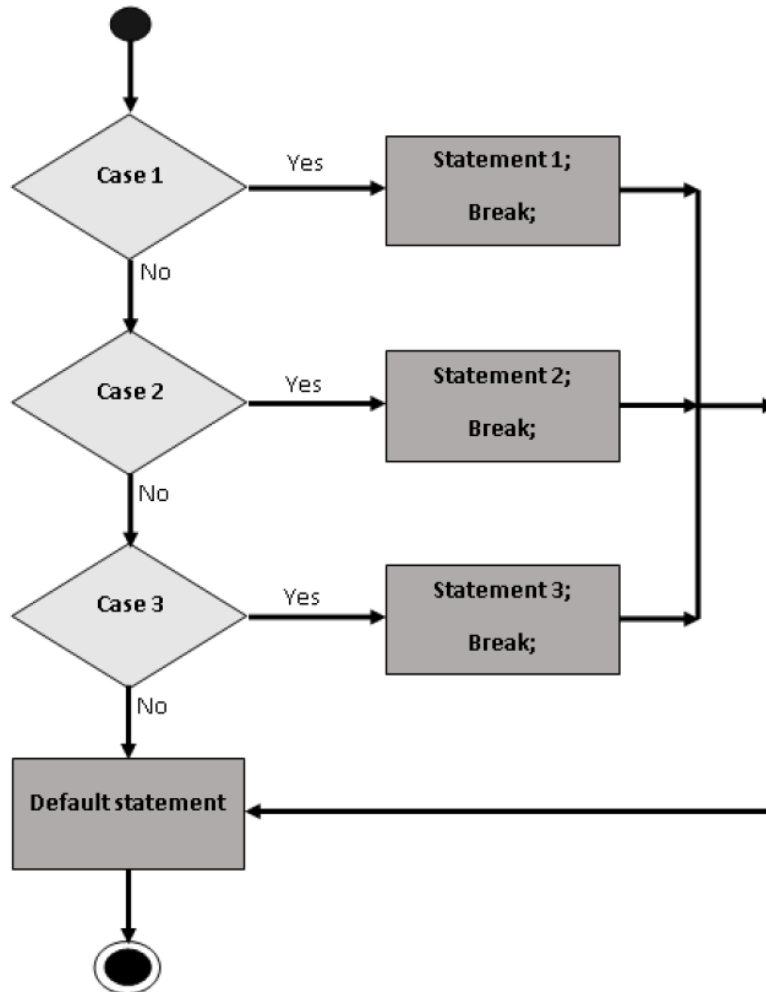 Case 1
Yes
Statement 1;
Break;
No
Case 2
Yes
Statement 2;
Break;
No
Case 3
Yes
Statement 3;
Break;
No
Default statement